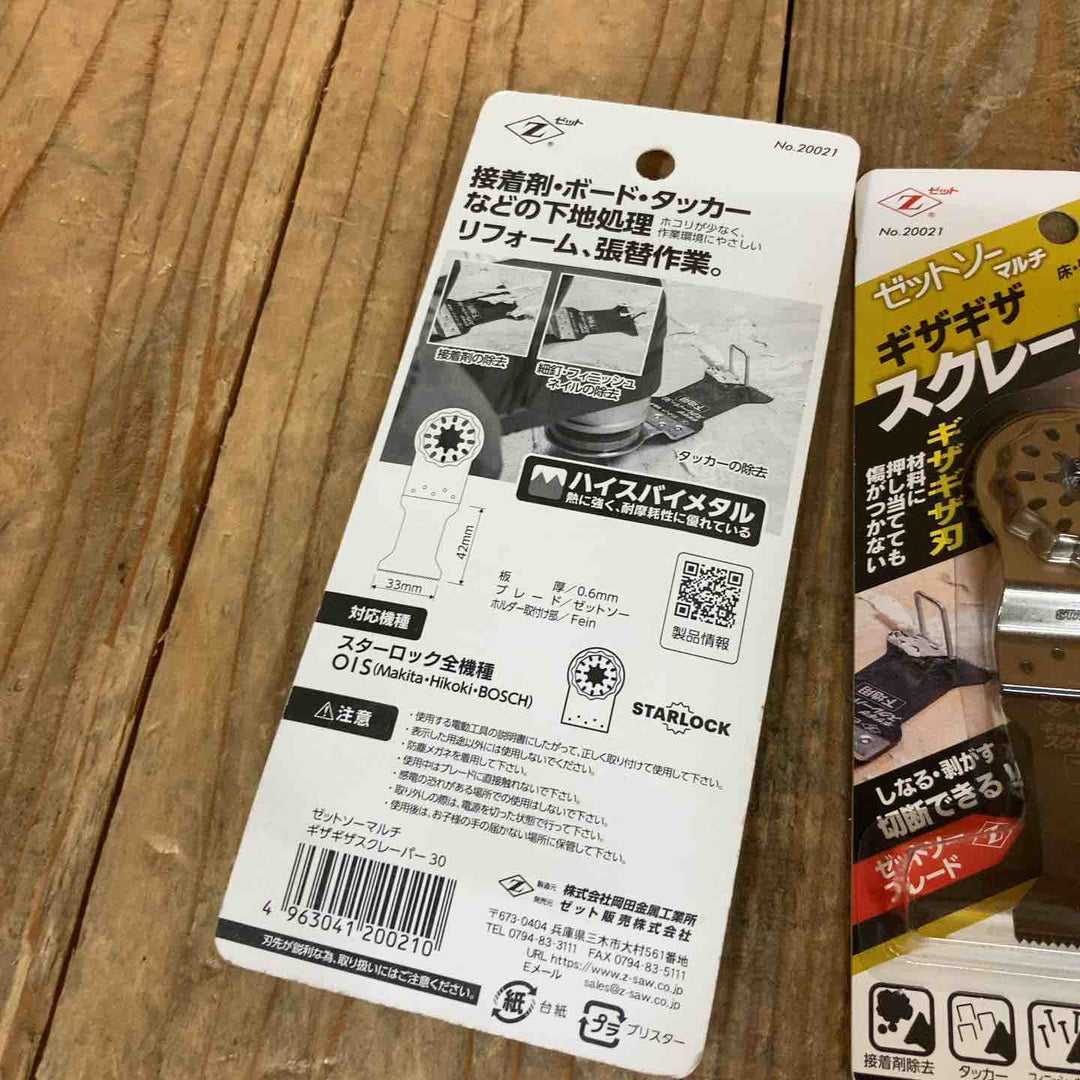 Z ゼット
®
No.20021
接着剤・ボード・タッカー
などの下地処理 ホコリが少なく、
作業環境にやさしい
リフォーム、張替作業。
接着剤の除去
細釘・フィニッシュ
ネイルの除去
下地用
タッカーの除去
ハイスバイメタル
熱に強く、耐摩耗性に優れている
42mm
33mm
板 厚／0.6mm
ブレード／ゼットソー
ホルダー取付け部／Fein
製品情報
対応機種
スターロック全機種
OIS(Makita・Hikoki・BOSCH)
STARLOCK
注意
・使用する電動工具の説明書にしたがって、正しく取り付けて使用して下さい。
・表示した用途以外には使用しないでください。
・防塵メガネを着用して下さい。
・使用中はブレードに直接触れないで下さい。
・感電の恐れがある場所での使用はしないで下さい。
・取り外しの際は、電源を切った状態で行って下さい。
・使用後は、お子様の手の届かない場所に保管して下さい。
ゼットソーマルチ
ギザギザスクレーパー 30
4 963041 200210
刃先が鋭利な為、取り扱いにはご注意ください。
Z 製造元 株式会社岡田金属工業所
発売元 ゼット販売株式会社
〒673-0404 兵庫県三木市大村561番地
TEL 0794-83-3111 FAX 0794-83-5111
URL https://www.z-saw.co.jp
Eメール sales@z-saw.co.jp
紙 台紙
プラ ブリスター
Z ゼット
®
No.20021
ゼットソー マルチ
床・
ギザギザ
スクレー
ギザギザ刃
材料に
押し当てても
傷がつかない
下地用
しなる・剥がす
切断できる
Z
ゼットソー
ブレード
接着剤除去
タッカー